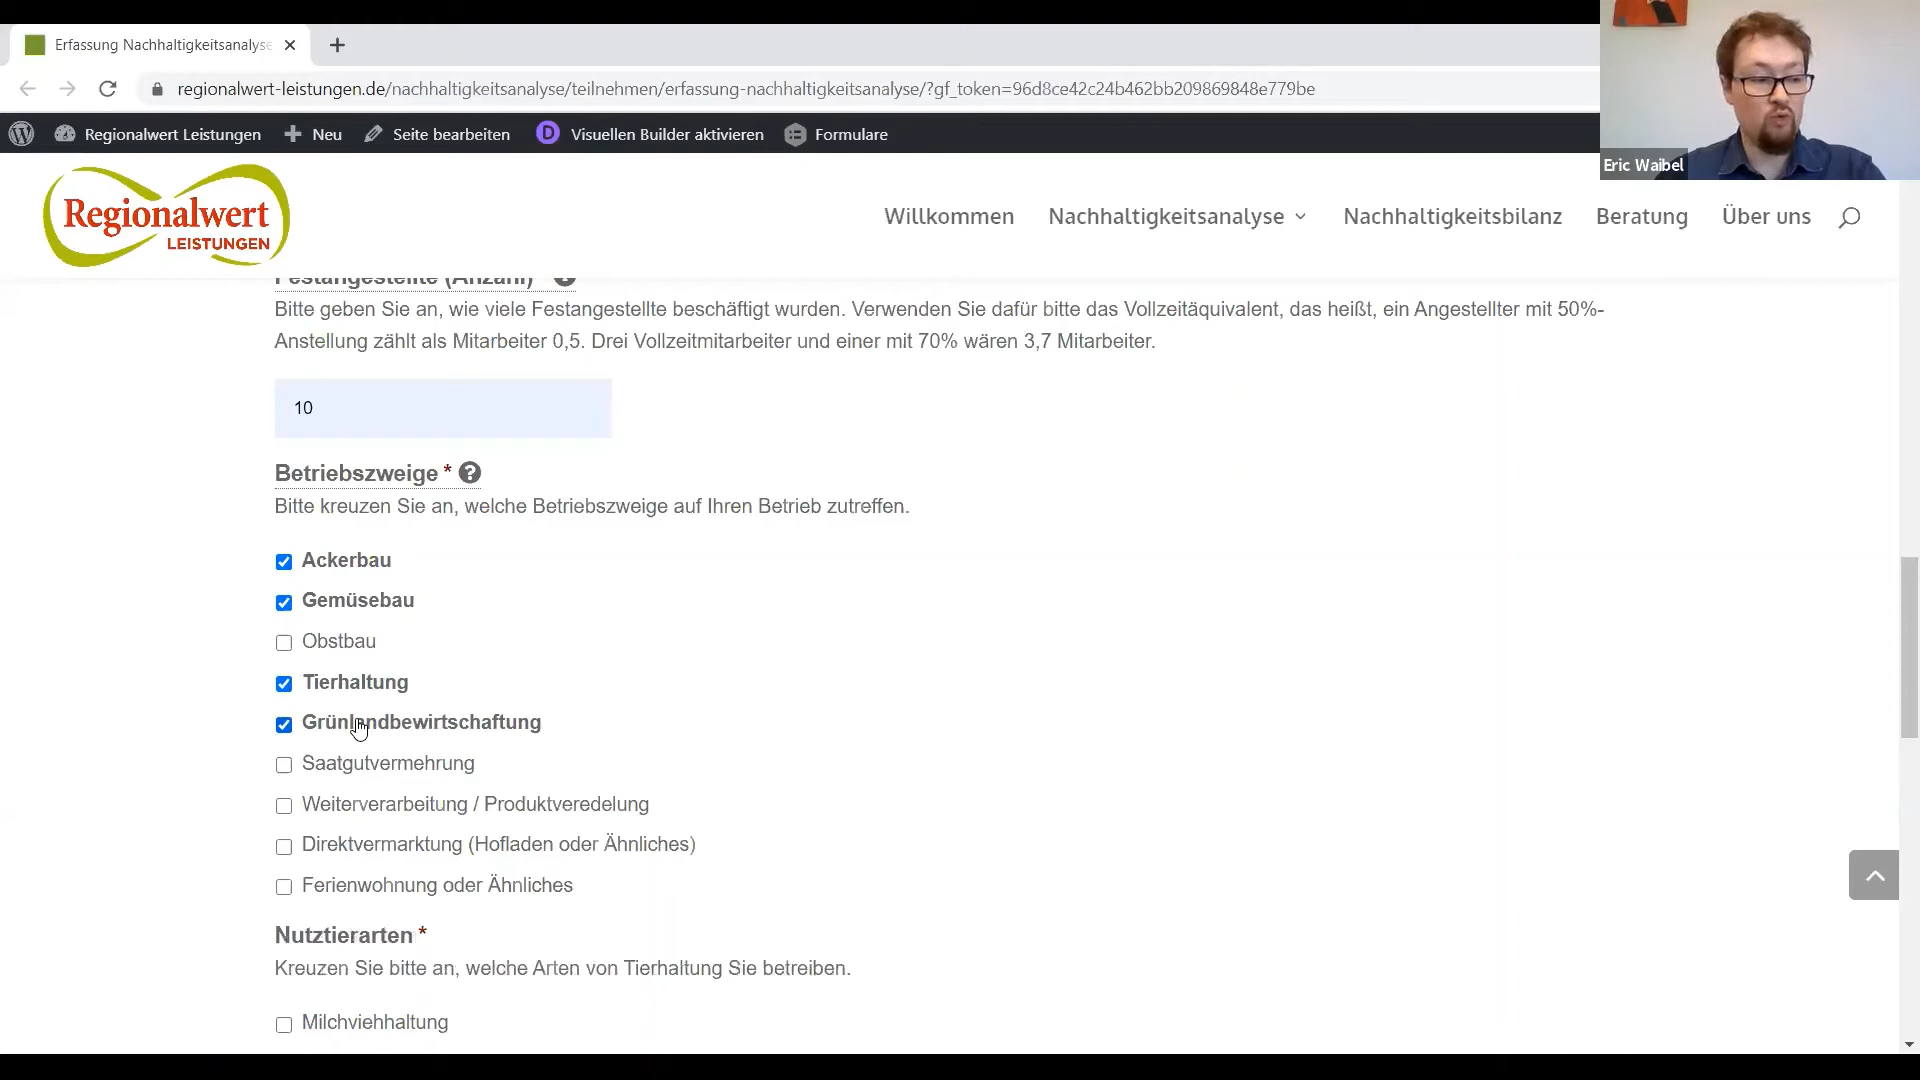 Erfassung Nachhaltigkeitsanalyse
regionalwert-leistungen.de/nachhaltigkeitsanalyse/teilnehmen/erfassung-nachhaltigkeitsanalyse/?gf_token=96d8ce42c24b462bb209869848e779be
Regionalwert Leistungen Neu Seite bearbeiten D Visuellen Builder aktivieren Formulare
Eric Waibel
Regionalwert
LEISTUNGEN
Willkommen Nachhaltigkeitsanalyse Nachhaltigkeitsbilanz Beratung Über uns
Festangestellte (Anzahl)
Bitte geben Sie an, wie viele Festangestellte beschäftigt wurden. Verwenden Sie dafür bitte das Vollzeitäquivalent, das heißt, ein Angestellter mit 50%-
Anstellung zählt als Mitarbeiter 0,5. Drei Vollzeitmitarbeiter und einer mit 70% wären 3,7 Mitarbeiter.
10
Betriebszweige * ?
Bitte kreuzen Sie an, welche Betriebszweige auf Ihren Betrieb zutreffen.
Ackerbau
Gemüsebau
Obstbau
Tierhaltung
Grünlandbewirtschaftung
Saatgutvermehrung
Weiterverarbeitung / Produktveredelung
Direktvermarktung (Hofladen oder Ähnliches)
Ferienwohnung oder Ähnliches
Nutztierarten *
Kreuzen Sie bitte an, welche Arten von Tierhaltung Sie betreiben.
Milchviehhaltung